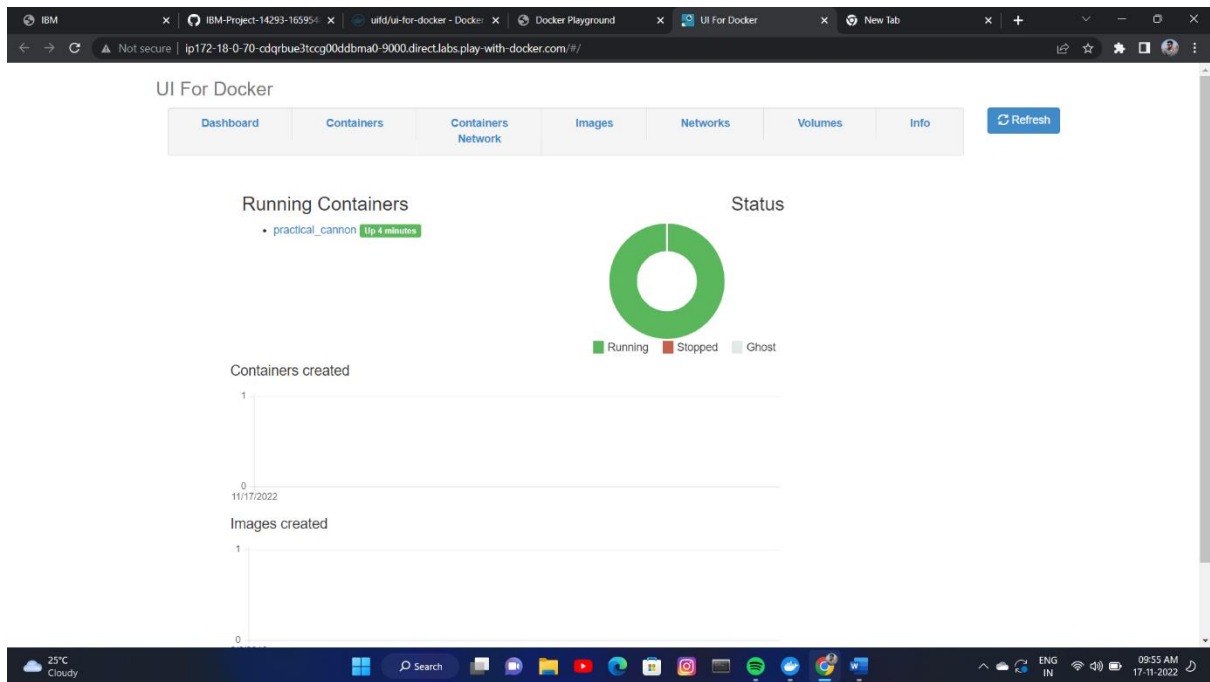 IBM
IBM-Project-14293-165954
uifd/ui-for-docker - Docker
Docker Playground
UI For Docker
New Tab
Not secure
ip172-18-0-70-cdqrbue3tccg00ddbma0-9000.direct.labs.play-with-docker.com/#/
UI For Docker
Dashboard
Containers
Containers
Network
Images
Networks
Volumes
Info
Refresh
Running Containers
practical_cannon Up 4 minutes
Status
Running Stopped Ghost
Containers created
1
0
11/17/2022
Images created
1
0
25°C
Cloudy
Search
ENG
IN
09:55 AM
17-11-2022